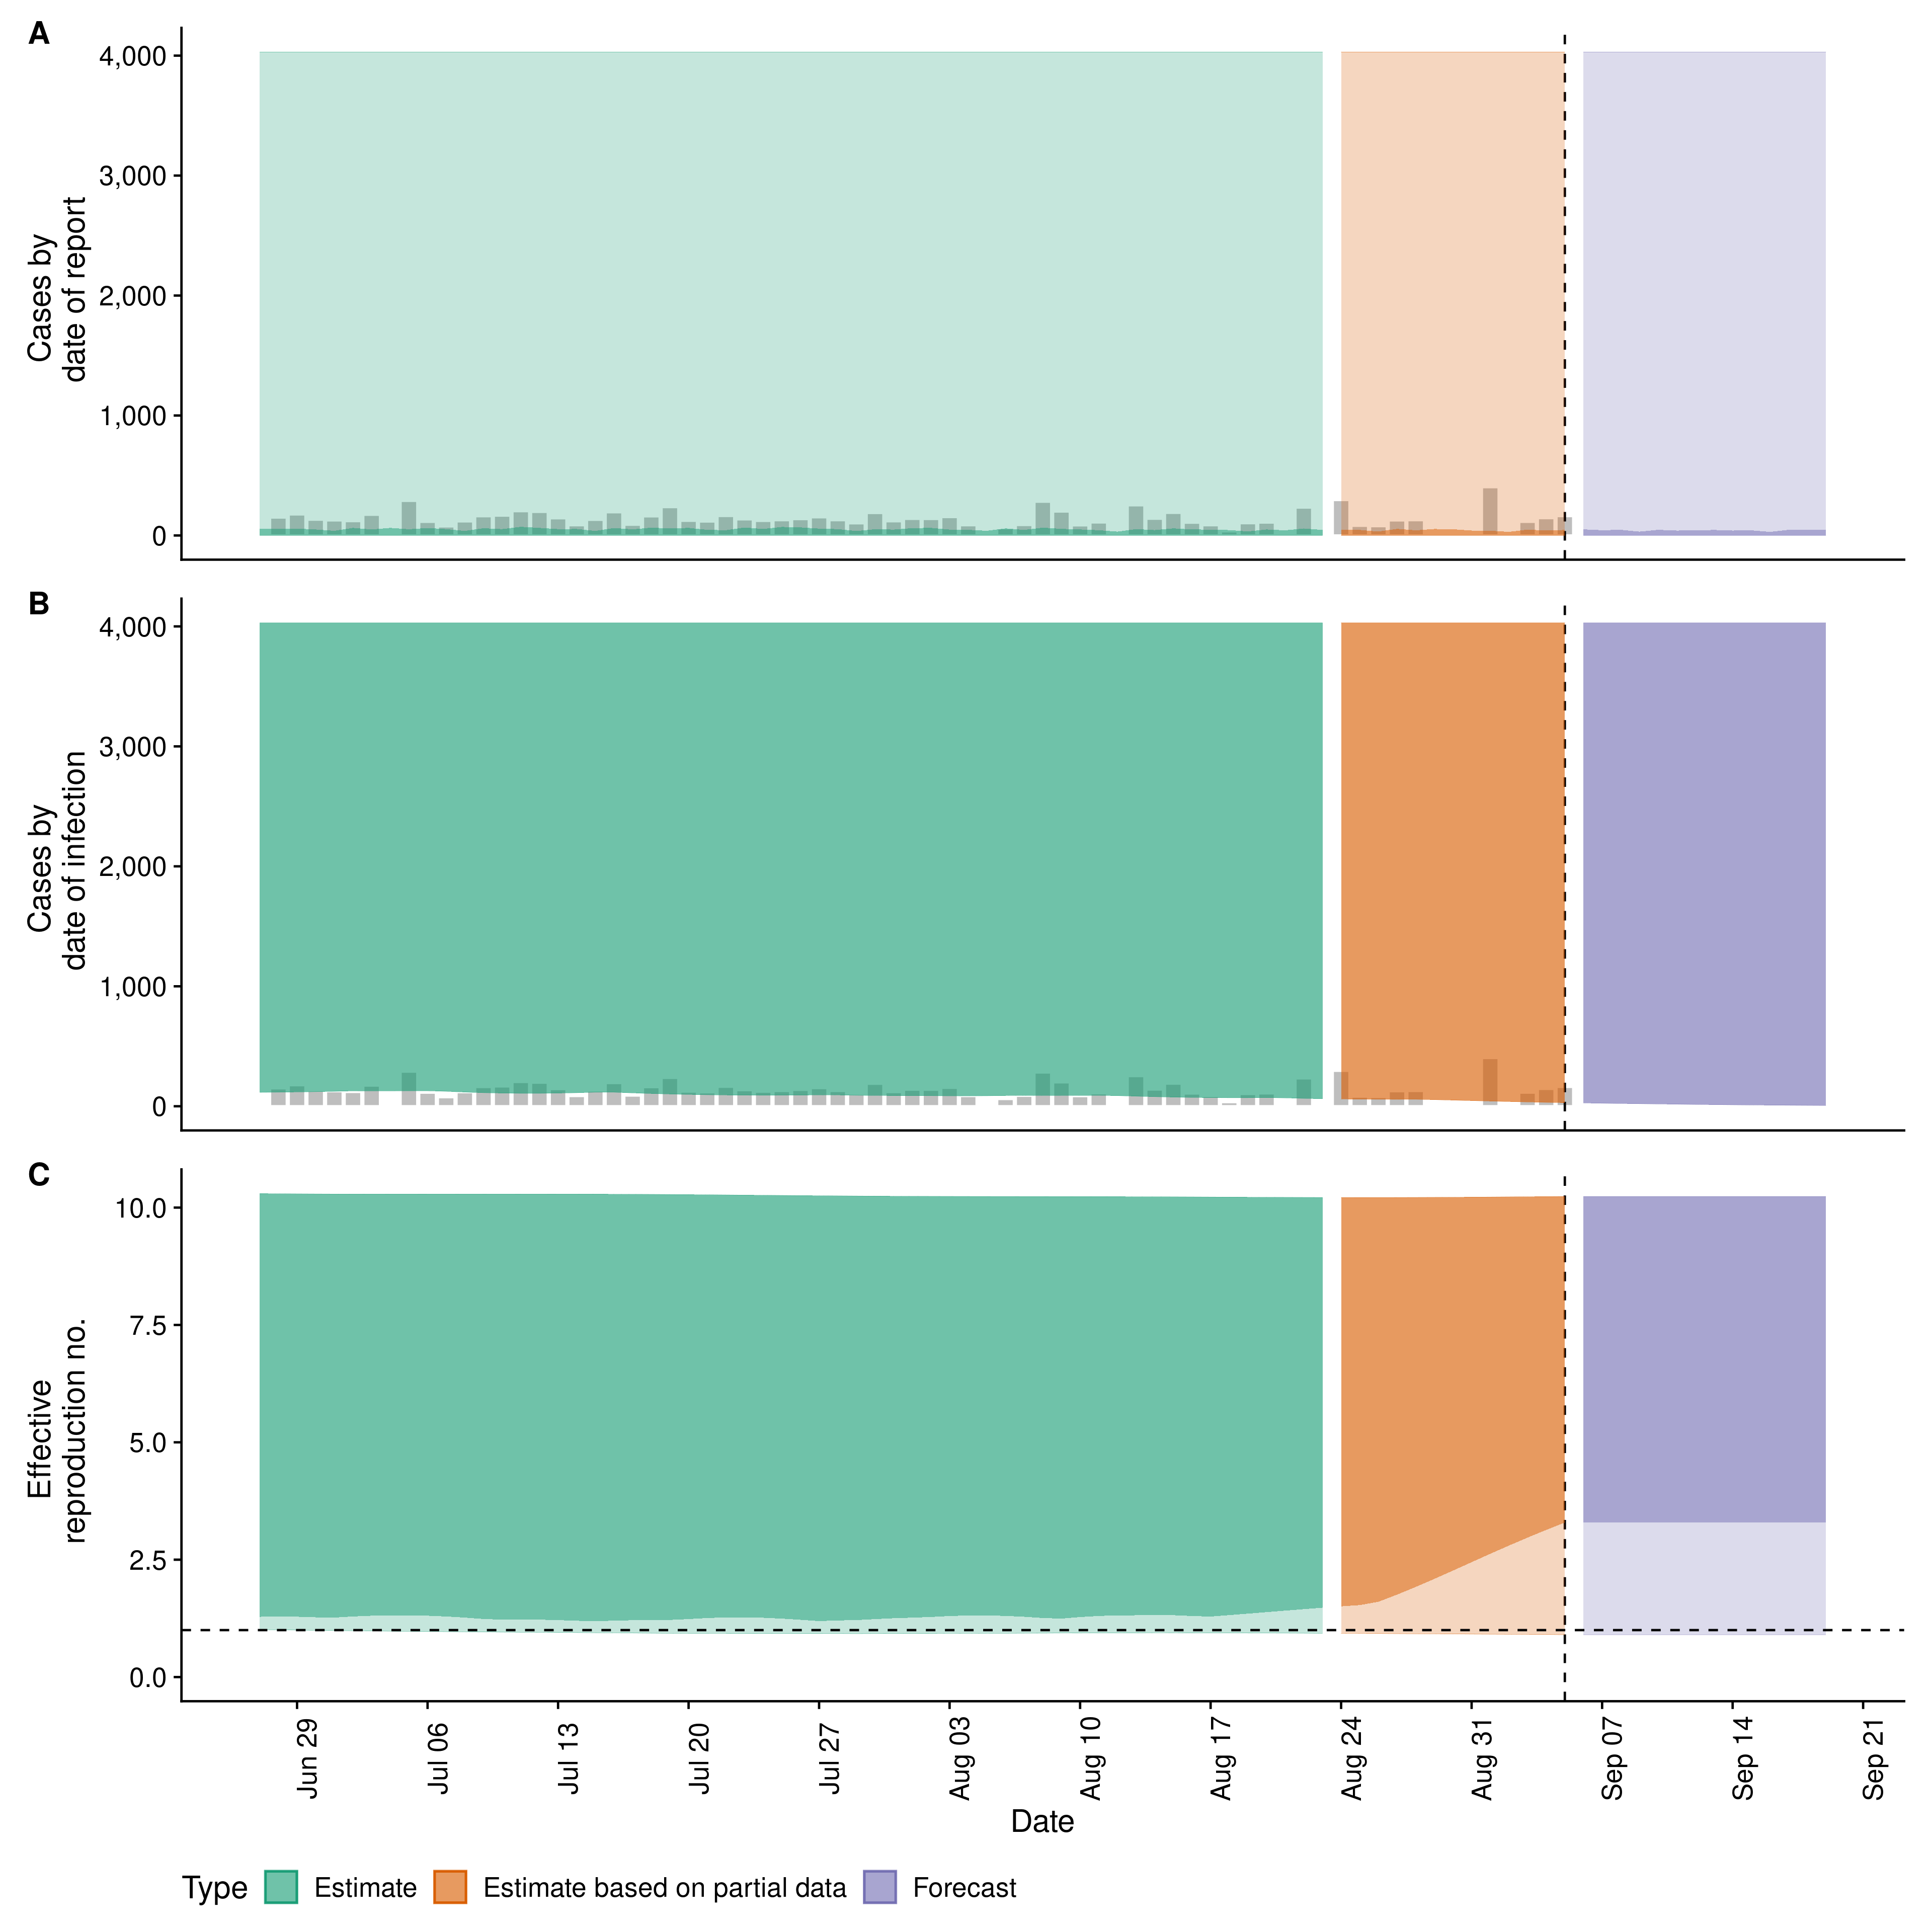 A
Cases by
date of report
4,000
3,000
2,000
1,000
0
B
Cases by
date of infection
4,000
3,000
2,000
1,000
0
C
Effective
reproduction no.
10.0
7.5
5.0
2.5
0.0
Jun 29
Jul 06
Jul 13
Jul 20
Jul 27
Aug 03
Aug 10
Aug 17
Aug 24
Aug 31
Sep 07
Sep 14
Sep 21
Date
Type Estimate Estimate based on partial data Forecast